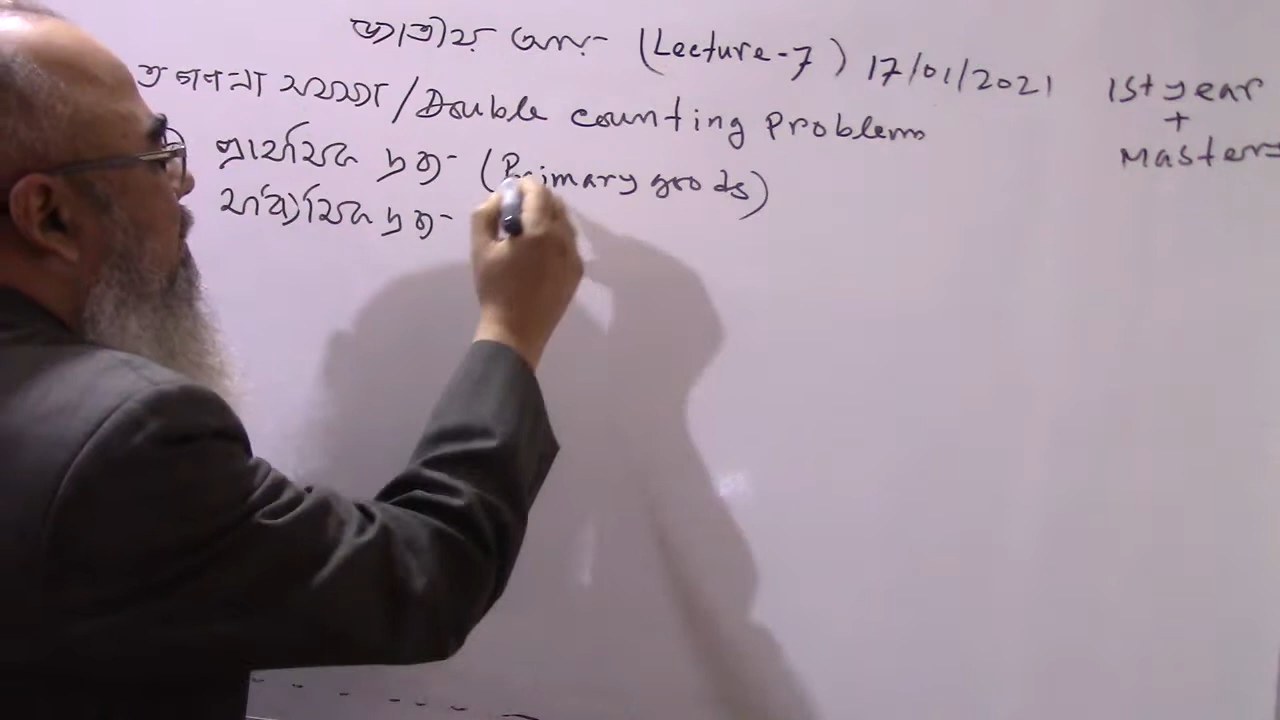 জাতীয় আয় (Lecture-7) 17/01/2021 1st year + Masters
গণনা সমস্যা / Double counting Problem
প্রাথমিক দ্রব্য (Primary goods)
মাধ্যমিক দ্রব্য